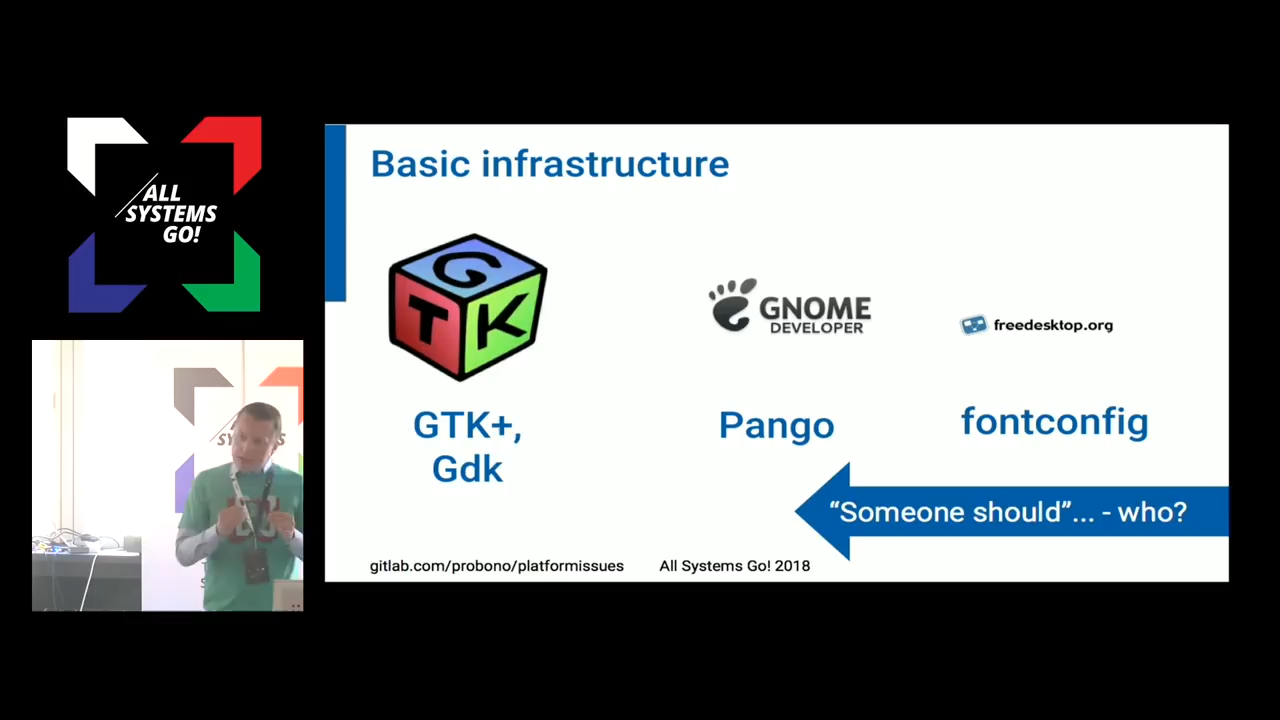 ALL
SYSTEMS
GO!
Basic infrastructure
G
T K
GNOME
DEVELOPER
freedesktop.org
GTK+,
Gdk
Pango
fontconfig
“Someone should”... - who?
gitlab.com/probono/platformissues
All Systems Go! 2018